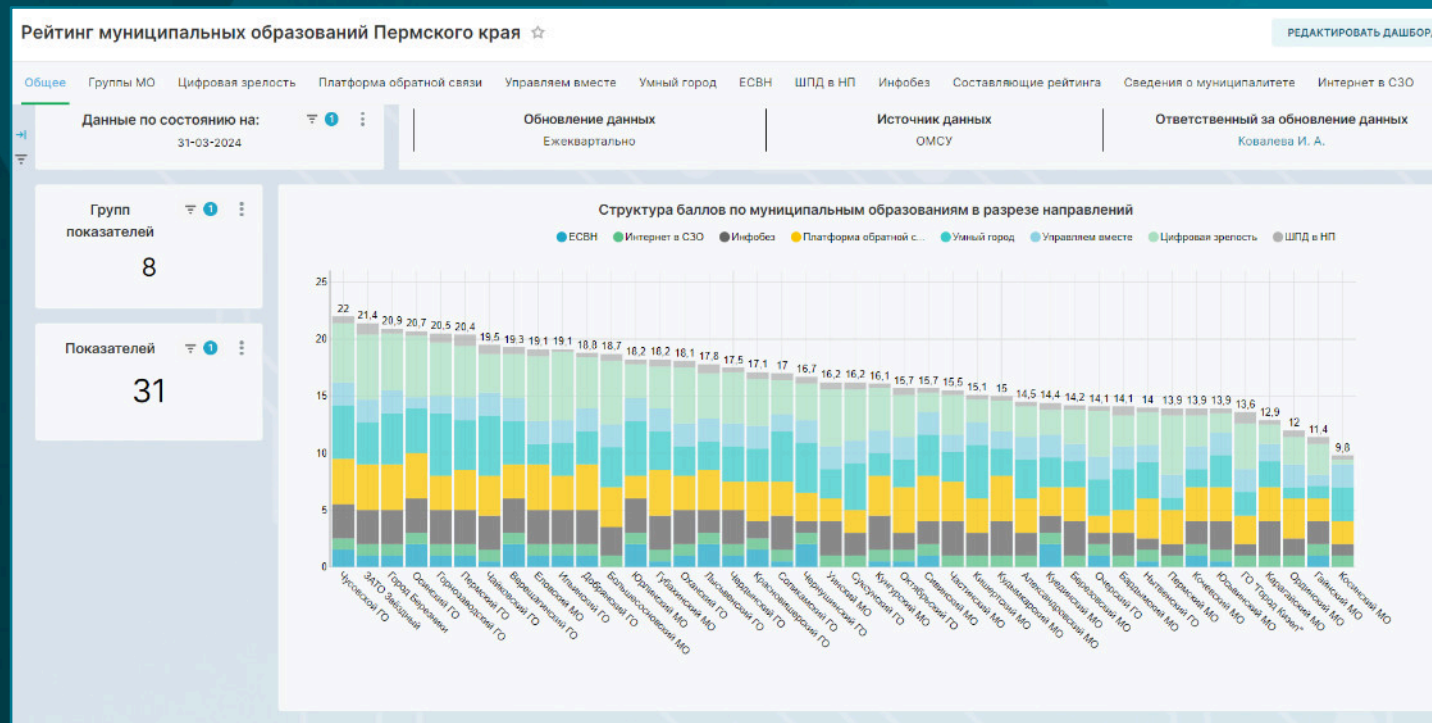 Рейтинг муниципальных образований Пермского края
РЕДАКТИРОВАТЬ ДАШБОРД
Общее Группы МО Цифровая зрелость Платформа обратной связи Управляем вместе Умный город ЕСВН ШПД в НП Инфобез Составляющие рейтинга Сведения о муниципалитете Интернет в СЗО
Данные по состоянию на: 1
31-03-2024
Обновление данных
Ежеквартально
Источник данных
ОМСУ
Ответственный за обновление данных
Ковалева И. А.
Групп 1
показателей
8
Показателей 1
31
Структура баллов по муниципальным образованиям в разрезе направлений
ЕСВН Интернет в СЗО Инфобез Платформа обратной с... Умный город Управляем вместе Цифровая зрелость ШПД в НП
25
20
15
10
5
0
22 21,4 20,9 20,7 20,5 20,4 19,5 19,3 19,1 19,1 18,8 18,7 18,2 18,2 18,1 17,8 17,5 17,1 17 16,7 16,2 16,2 16,1 15,7 15,7 15,5 15,1 15 14,5 14,4 14,2 14,1 14,1 14 13,9 13,9 13,9 13,6 12,9 12 11,4 9,8
Чусовской ГО
ЗАТО Звёздный
Город Березники
Осинский ГО
Горнозаводский ГО
Пермский ГО
Чайковский ГО
Верещагинский ГО
Еловский МО
Ильинский ГО
Добрянский ГО
Большесосновский МО
Юрлинский МО
Губахинский МО
Оханский ГО
Лысьвенский ГО
Чердынский ГО
Красновишерский ГО
Соликамский ГО
Чернушинский ГО
Уинский МО
Суксунский ГО
Кунгурский МО
Октябрьский ГО
Сивинский МО
Частинский МО
Кишертский МО
Кудымкарский МО
Александровский МО
Куединский МО
Березовский МО
Очерский ГО
Бардымский МО
Нытвенский ГО
Пермский МО
Кочевский МО
Юсьвинский МО
ГО "Город Кизел"
Карагайский МО
Ординский МО
Гайнский МО
Косинский МО